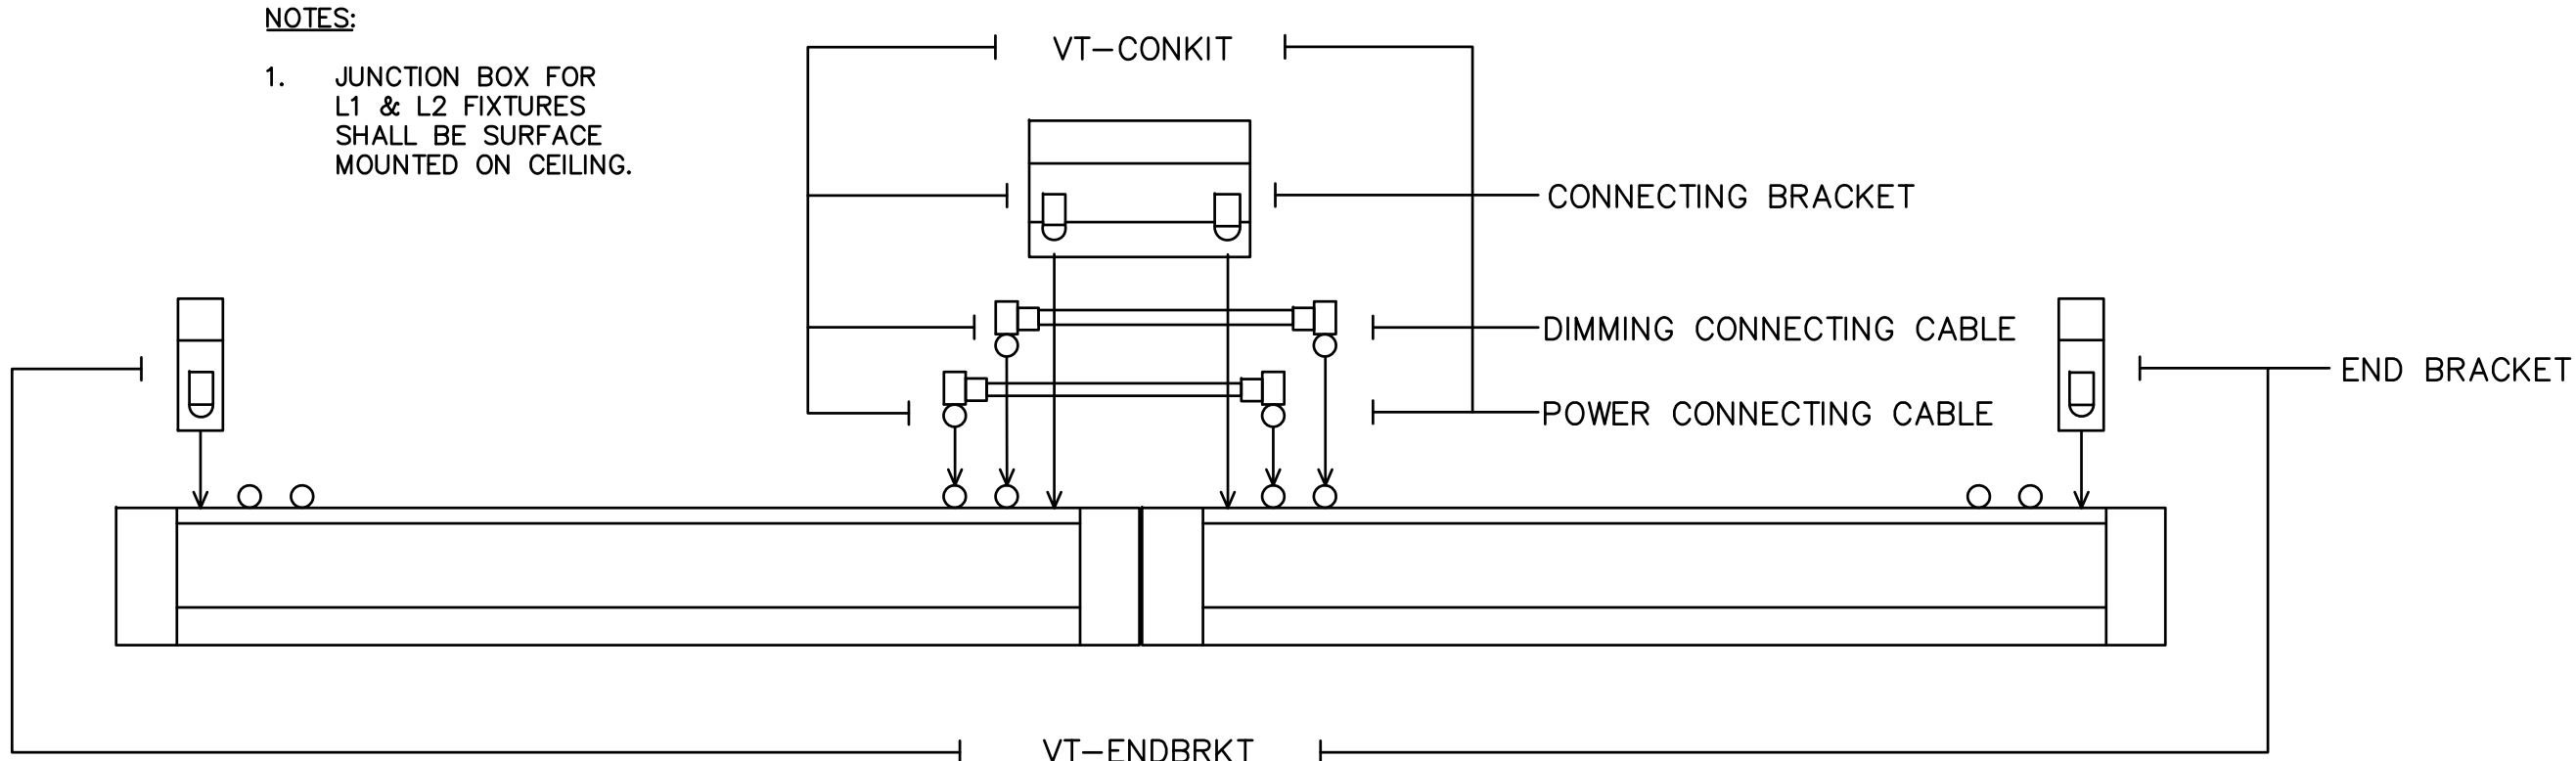 NOTES:
1. JUNCTION BOX FOR
L1 & L2 FIXTURES
SHALL BE SURFACE
MOUNTED ON CEILING.
VT-CONKIT
CONNECTING BRACKET
DIMMING CONNECTING CABLE
END BRACKET
POWER CONNECTING CABLE
VT-ENDBRKT